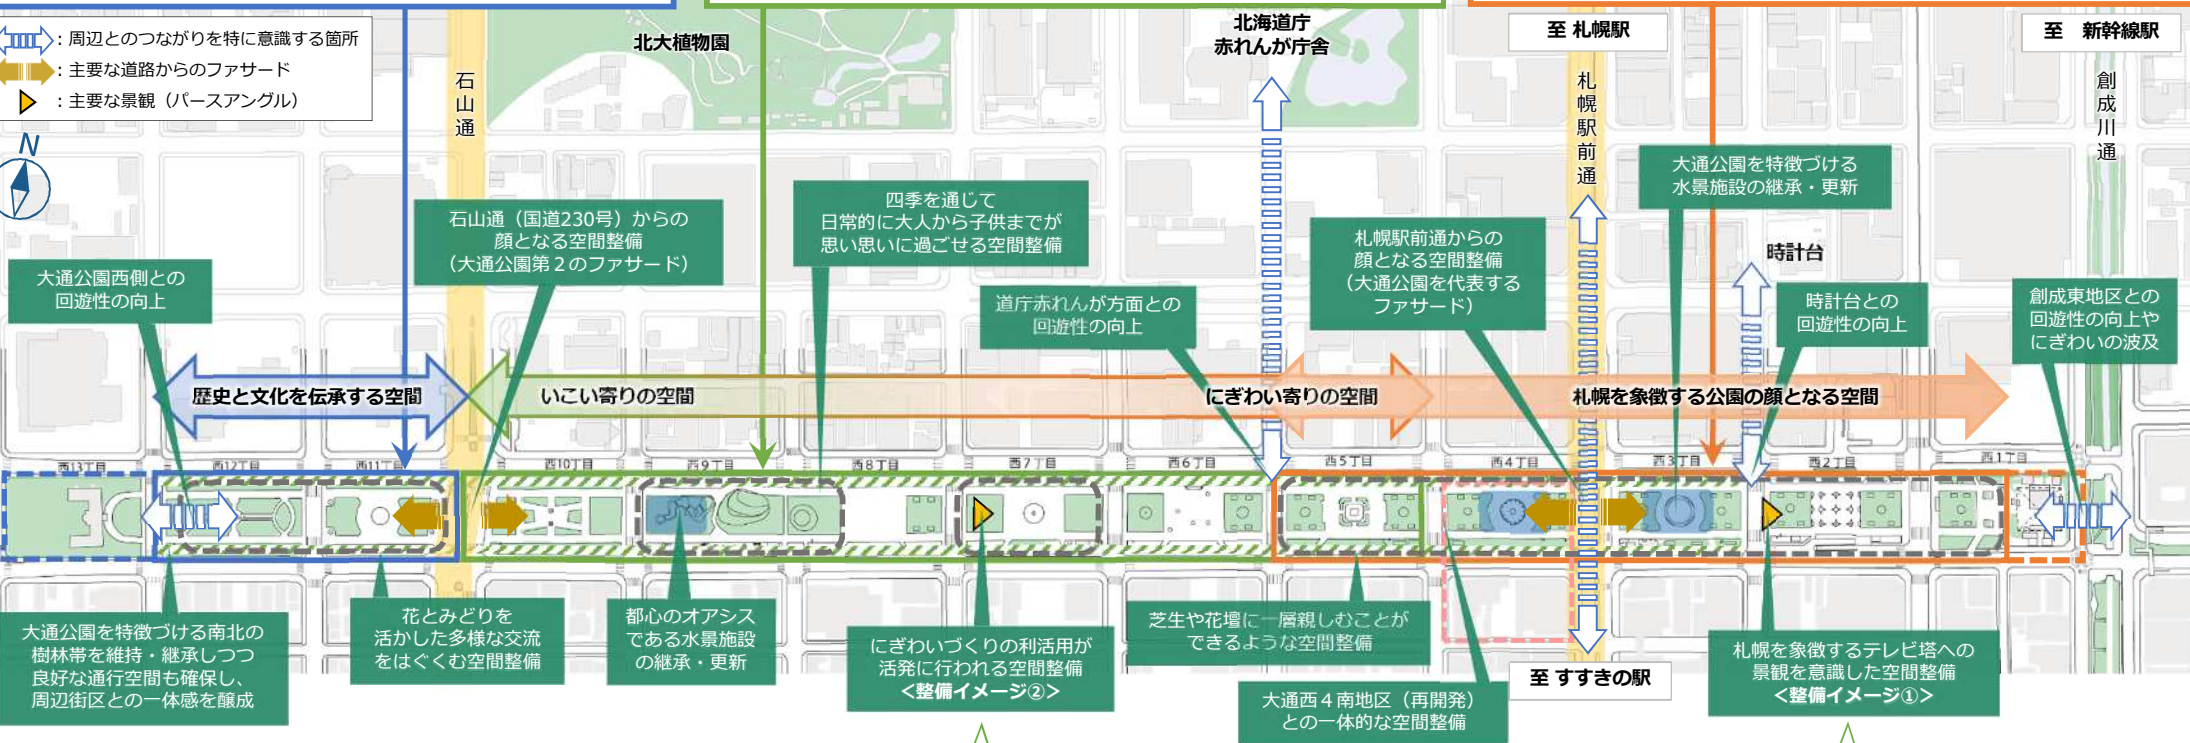 ：周辺とのつながりを特に意識する箇所
：主要な道路からのファサード
：主要な景観（パースアングル）
N
石山通
北大植物園
北海道庁
赤れんが庁舎
至 札幌駅
札幌駅前通
至　新幹線駅
創成川通
大通公園を特徴づける
水景施設の継承・更新
四季を通じて
日常的に大人から子供までが
思い思いに過ごせる空間整備
石山通（国道230号）からの
顔となる空間整備
（大通公園第２のファサード）
札幌駅前通からの
顔となる空間整備
（大通公園を代表する
ファサード）
時計台
大通公園西側との
回遊性の向上
道庁赤れんが方面との
回遊性の向上
時計台との
回遊性の向上
創成東地区との
回遊性の向上や
にぎわいの波及
歴史と文化を伝承する空間
いこい寄りの空間
にぎわい寄りの空間
札幌を象徴する公園の顔となる空間
西13丁目
西12丁目
西11丁目
西10丁目
西9丁目
西8丁目
西7丁目
西6丁目
西5丁目
西4丁目
西3丁目
西2丁目
西1丁目
大通公園を特徴づける南北の
樹林帯を維持・継承しつつ
良好な通行空間も確保し、
周辺街区との一体感を醸成
花とみどりを
活かした多様な交流
をはぐくむ空間整備
都心のオアシス
である水景施設
の継承・更新
にぎわいづくりの利活用が
活発に行われる空間整備
<整備イメージ②>
芝生や花壇に一層親しむことが
できるような空間整備
大通西４南地区（再開発）
との一体的な空間整備
至 すすきの駅
札幌を象徴するテレビ塔への
景観を意識した空間整備
<整備イメージ①>